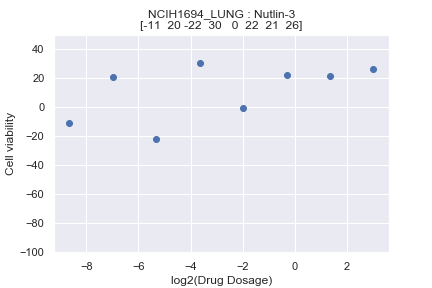 NCIH1694_LUNG : Nutlin-3
[-11  20 -22  30   0  22  21  26]
40
20
0
−20
−40
−60
−80
−100
Cell viability
−8 −6 −4 −2 0 2
log2(Drug Dosage)